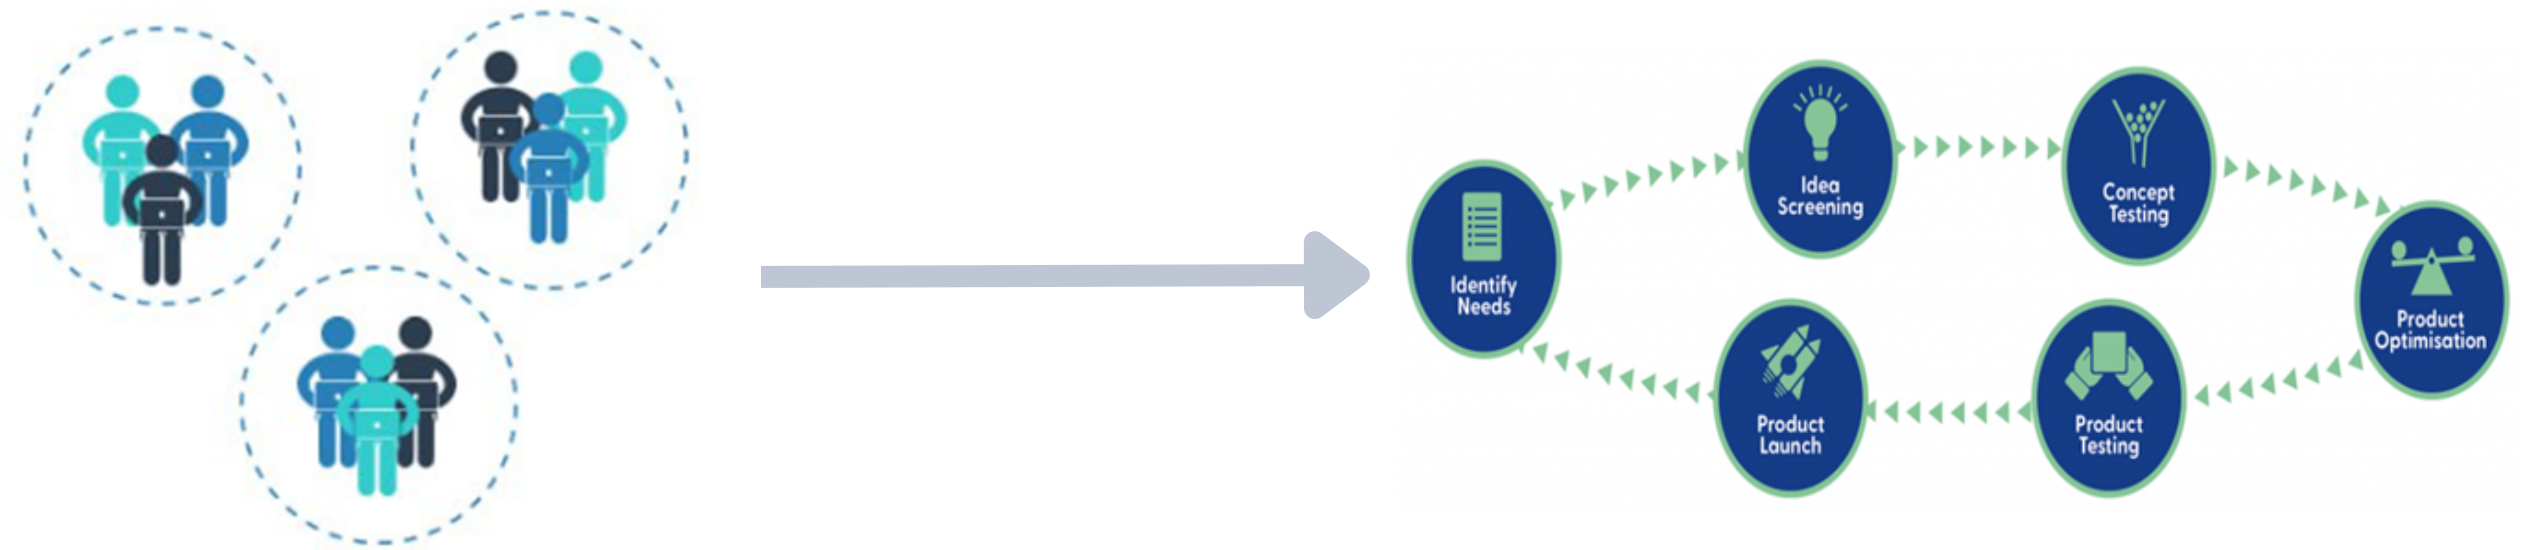 Identify
Needs
Idea
Screening
Concept
Testing
Product
Optimisation
Product
Testing
Product
Launch